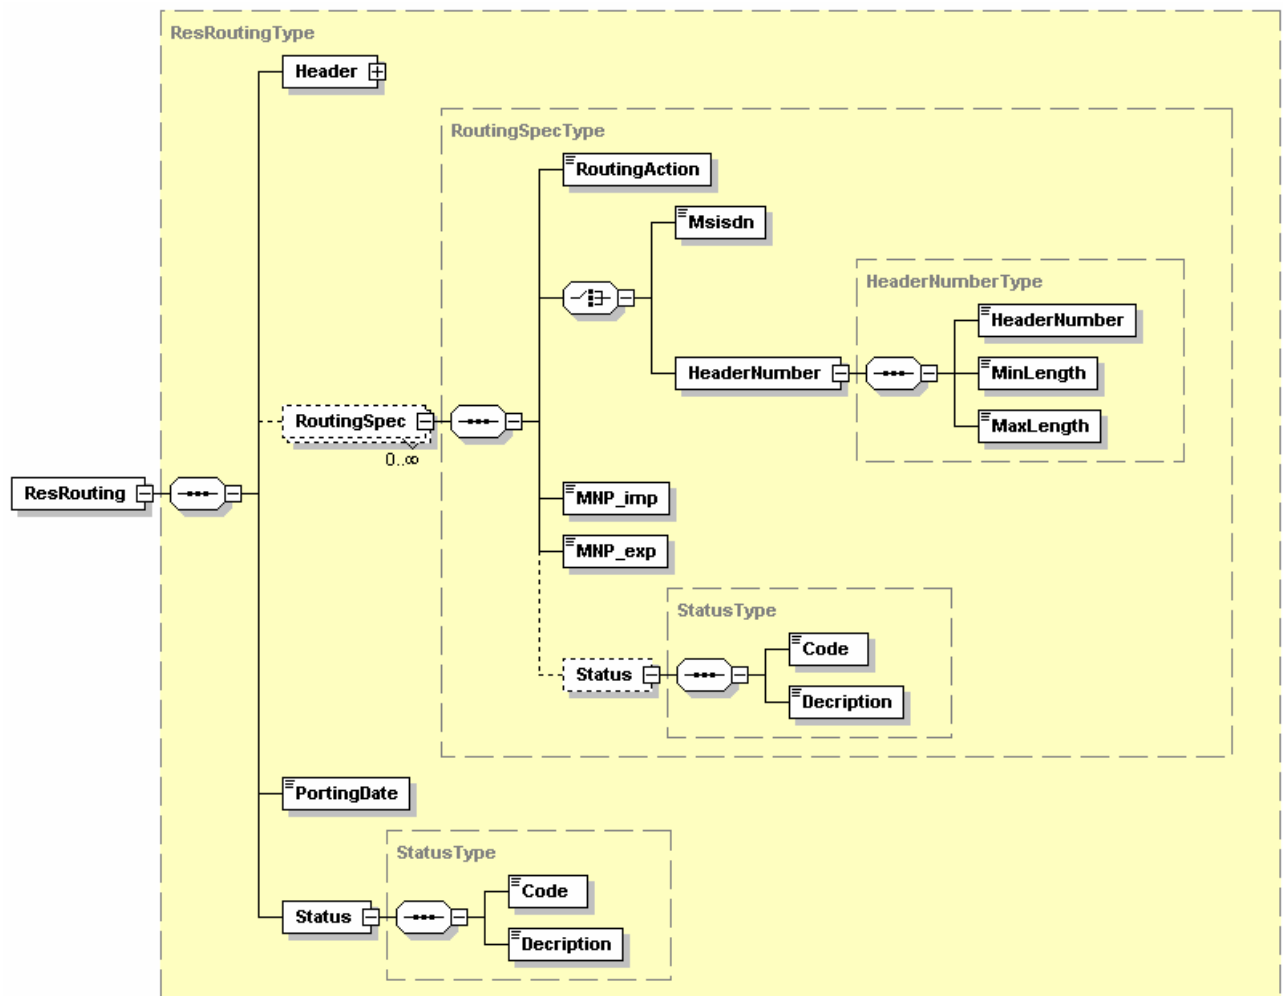 ResRoutingType
Header
RoutingSpecType
RoutingAction
Msisdn
HeaderNumberType
HeaderNumber
HeaderNumber
MinLength
MaxLength
RoutingSpec
0..∞
ResRouting
MNP_imp
MNP_exp
StatusType
Status
Code
Decription
PortingDate
StatusType
Status
Code
Decription